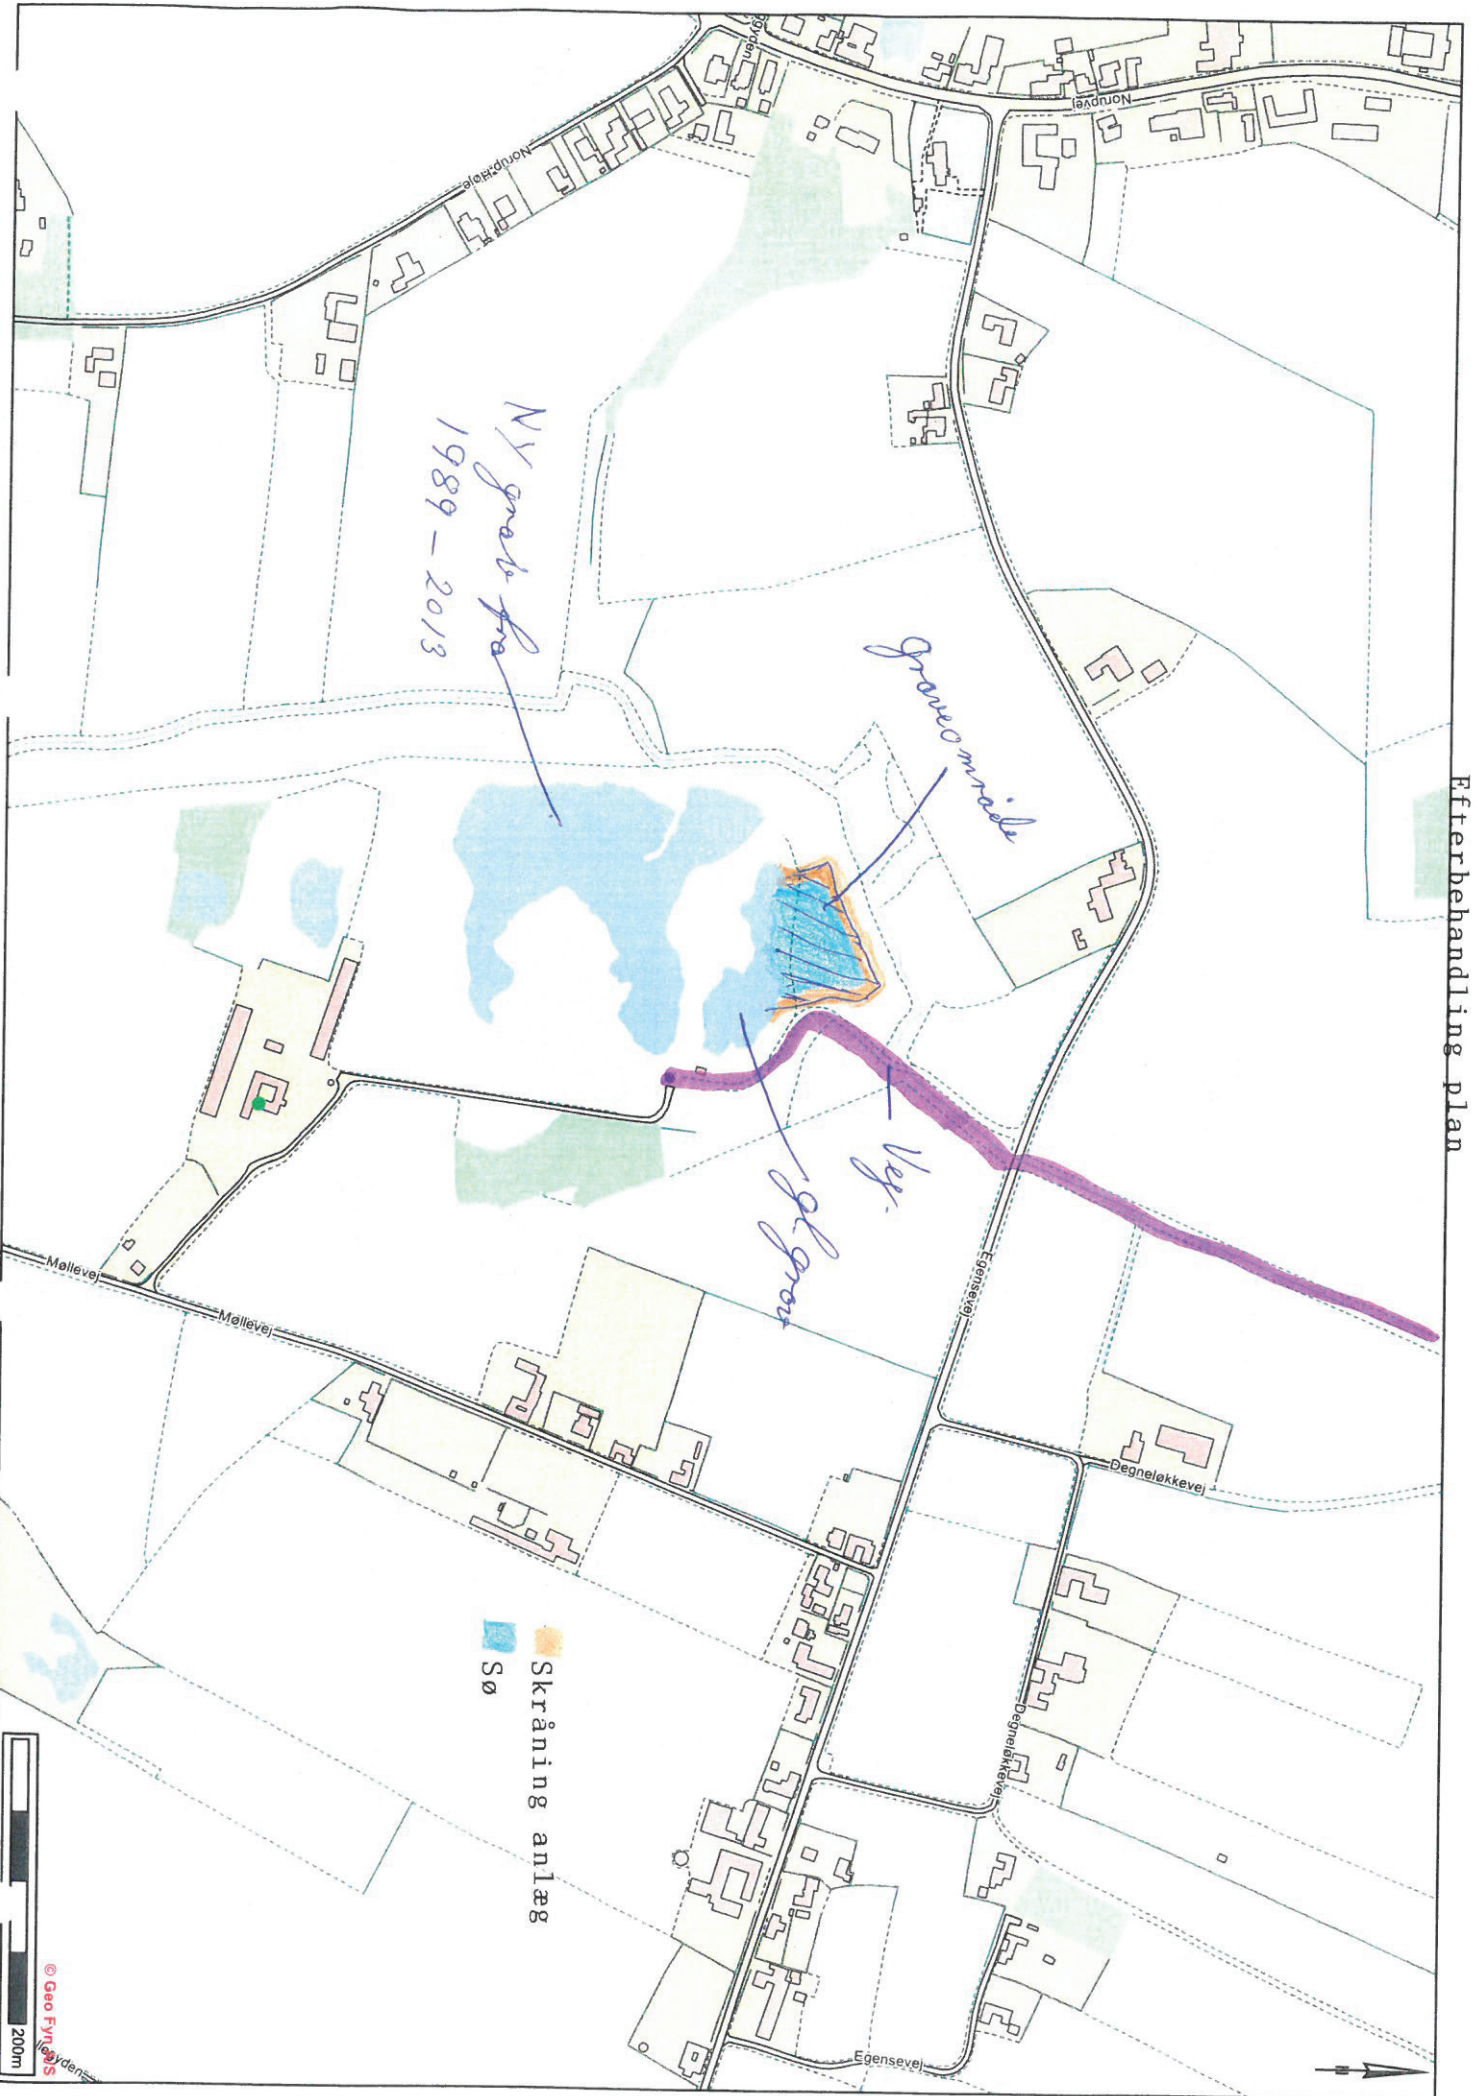 Efterbehandling plan
Norupvej
Norup Høje
Ny grab fra
1989 - 2013
graveområde
Vej.
gl grav
Egensevej
Degneløkkevej
Møllevej
Møllevej
Degneløkkevej
Skråning anlæg
Sø
Egensevej
N
200m
© Geo Fyn A/S